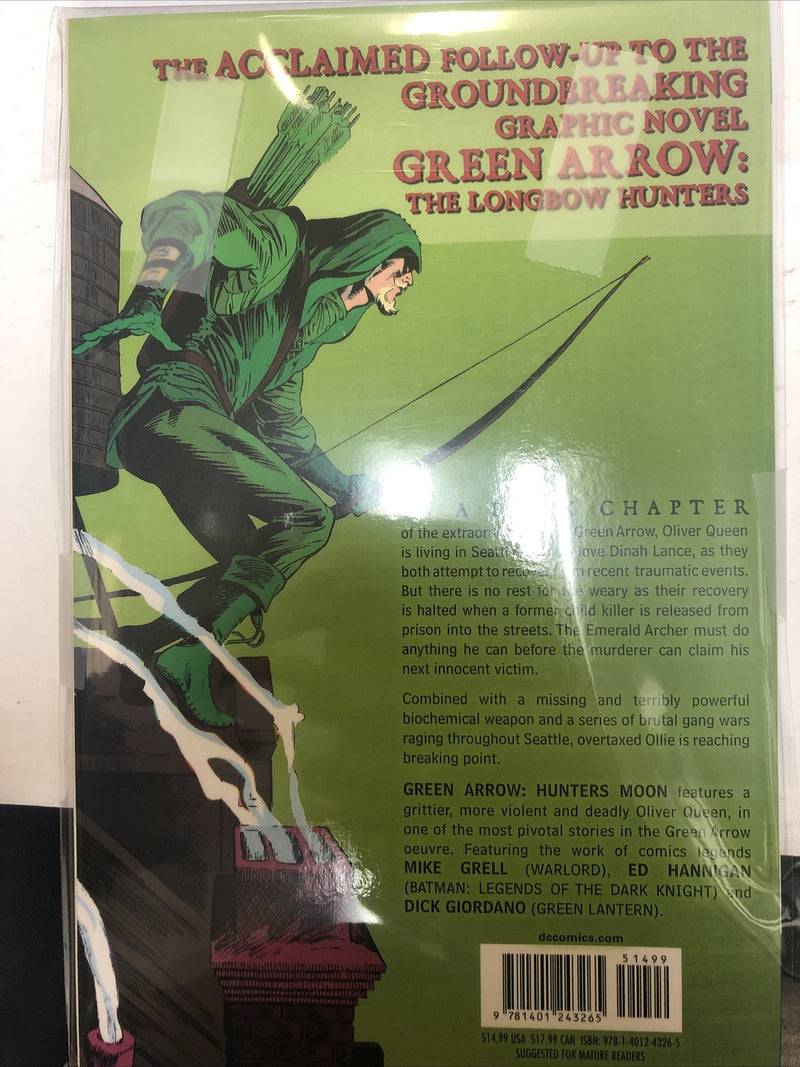 THE ACCLAIMED FOLLOW-UP TO THE
GROUNDBREAKING
GRAPHIC NOVEL
GREEN ARROW:
THE LONGBOW HUNTERS
A CHAPTER
of the Green Arrow, Oliver Queen
is living in love Dinah Lance, as they
both attempt to recover from recent traumatic events.
But there is no rest for the weary as their recovery
is halted when a former child killer is released from
prison into the streets. The Emerald Archer must do
anything he can before the murderer can claim his
next innocent victim.
Combined with a missing and terribly powerful
biochemical weapon and a series of brutal gang wars
raging throughout Seattle, overtaxed Ollie is reaching
breaking point.
GREEN ARROW: HUNTERS MOON features a
grittier, more violent and deadly Oliver Queen, in
one of the most pivotal stories in the Green Arrow
oeuvre. Featuring the work of comics legends
MIKE GRELL (WARLORD), ED HANNIGAN
(BATMAN: LEGENDS OF THE DARK KNIGHT) and
DICK GIORDANO (GREEN LANTERN).
dccomics.com
51499
9 781401 243265
$14.99 USA $17.99 CAN ISBN: 978-1-4012-4326-5
SUGGESTED FOR MATURE READERS